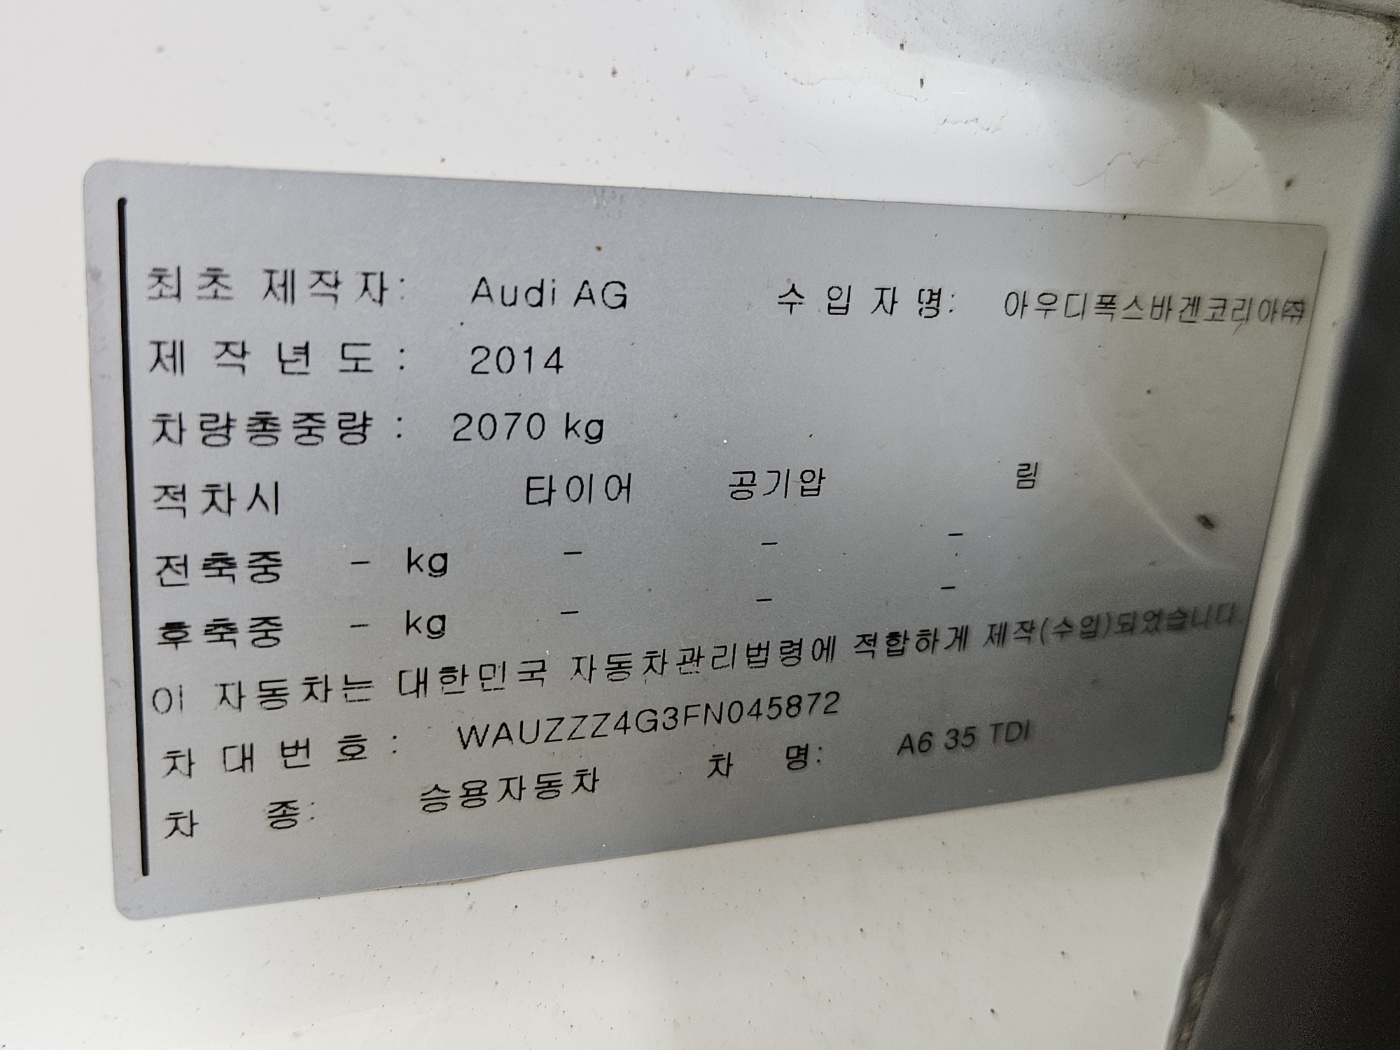 최초 제작자: Audi AG 수 입 자 명: 아우디폭스바겐코리아㈜
제 작 년 도 : 2014
차량총중량 : 2070 kg
적차시 타이어 공기압 림
전축중 - kg - - -
후축중 - kg - - -
이 자동차는 대한민국 자동차관리법령에 적합하게 제작(수입)되었습니다.
차 대 번 호 : WAUZZZ4G3FN045872
차 종: 승용자동차 차 명: A6 35 TDI